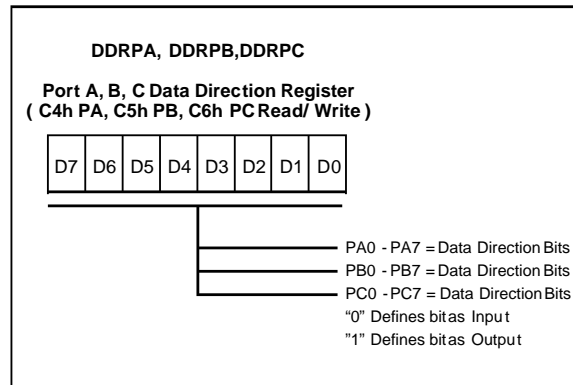 DDRPA, DDRPB,DDRPC
Port A, B, C Data Direction Register
( C4h PA, C5h PB, C6h PC Read/ Write )
D7 D6 D5 D4 D3 D2 D1 D0
PA0 - PA7 = Data Direction Bits
PB0 - PB7 = Data Direction Bits
PC0 - PC7 = Data Direction Bits
“0” Defines bit as Input
"1” Defines bit as Output